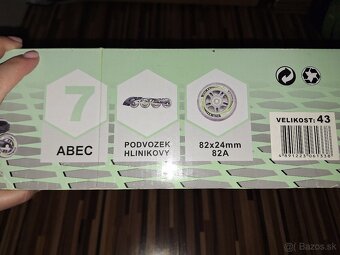 7
ABEC
PODVOZEK
HLINIKOVÝ
82x24mm
82A
VELIKOST: 43
Bazos.sk